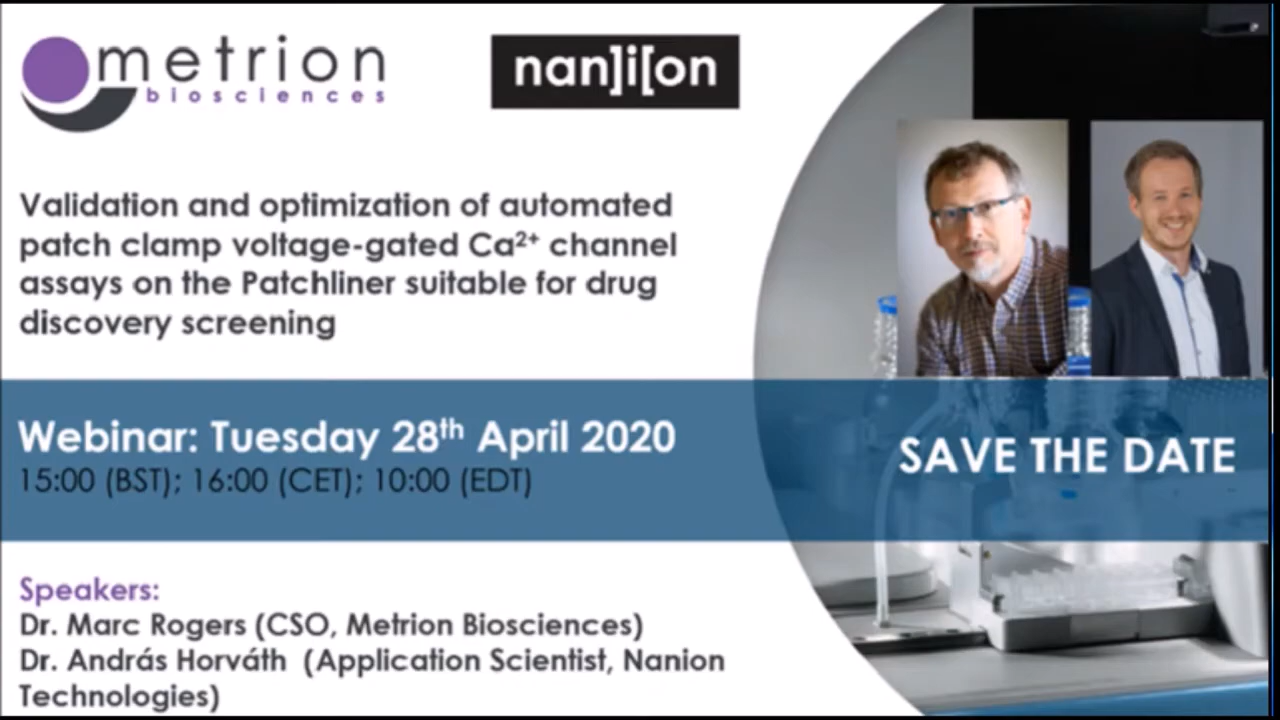 metrion
biosciences
nan]i[on
Validation and optimization of automated
patch clamp voltage-gated Ca²⁺ channel
assays on the Patchliner suitable for drug
discovery screening
Webinar: Tuesday 28th April 2020
15:00 (BST); 16:00 (CET); 10:00 (EDT)
SAVE THE DATE
Speakers:
Dr. Marc Rogers (CSO, Metrion Biosciences)
Dr. András Horváth (Application Scientist, Nanion
Technologies)